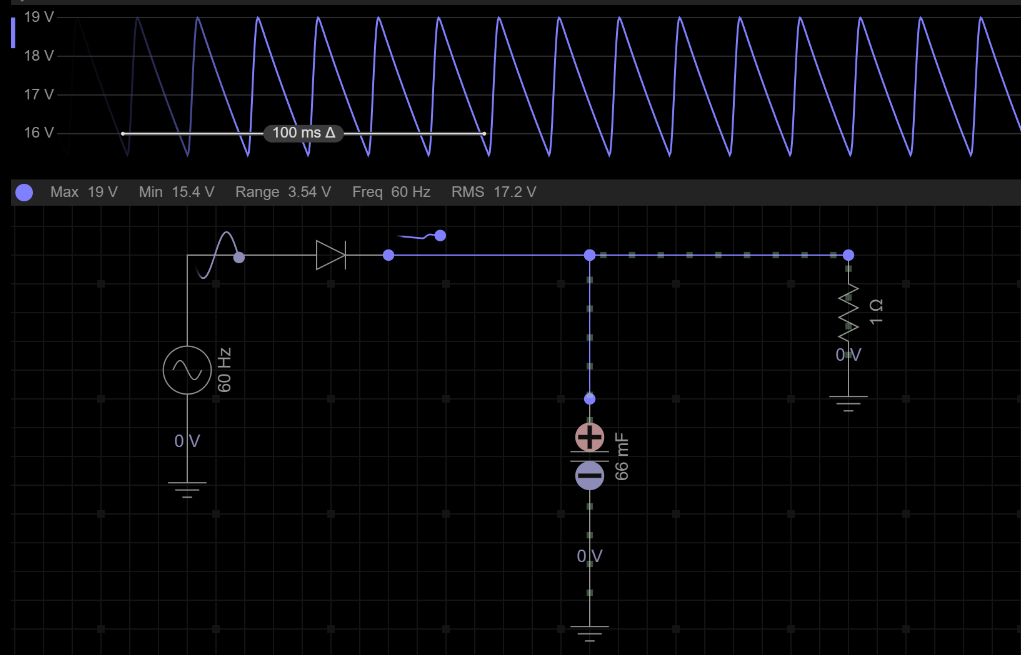 19 V
18 V
17 V
16 V
100 ms Δ
Max 19 V Min 15.4 V Range 3.54 V Freq 60 Hz RMS 17.2 V
60 Hz
0 V
66 mF
0 V
1 Ω
0 V